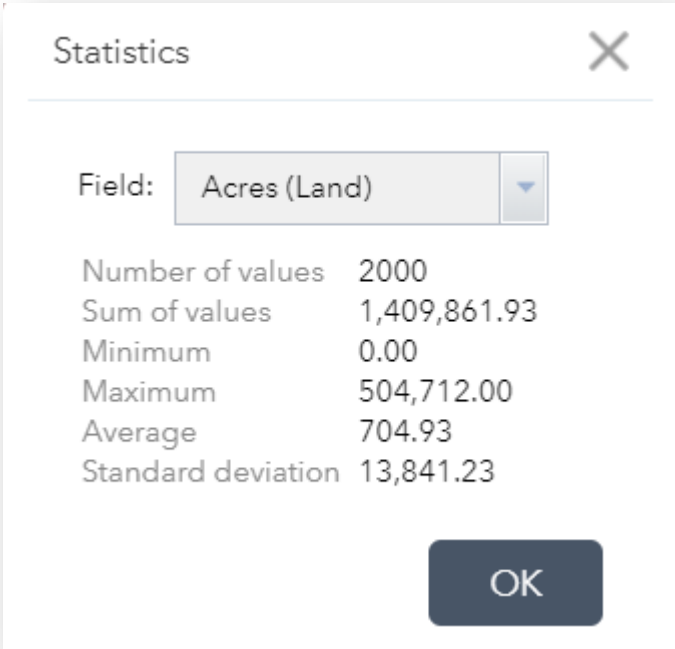 Statistics
Field: Acres (Land)
Number of values 2000
Sum of values 1,409,861.93
Minimum 0.00
Maximum 504,712.00
Average 704.93
Standard deviation 13,841.23
OK